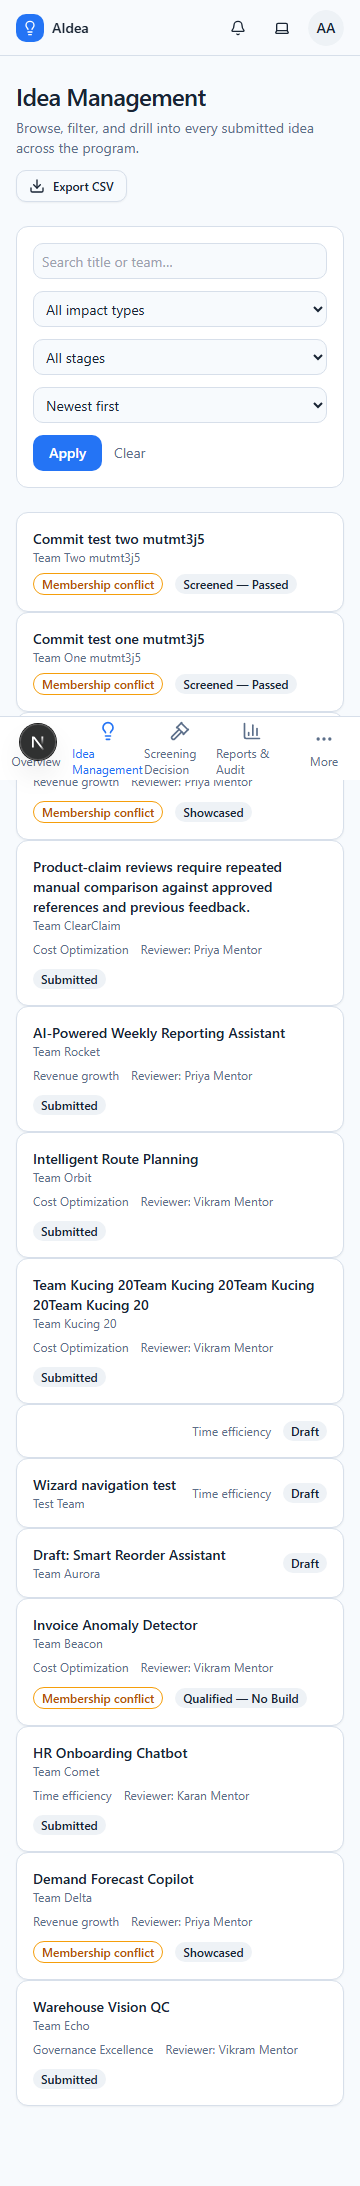 AIdea
AA
Idea Management
Browse, filter, and drill into every submitted idea
across the program.
Export CSV
Search title or team...
All impact types
All stages
Newest first
Apply
Clear
Commit test two mutmt3j5
Team Two mutmt3j5
Membership conflict
Screened — Passed
Commit test one mutmt3j5
Team One mutmt3j5
Membership conflict
Screened — Passed
N
Overview
Idea
Management
Screening
Decision
Reports &
Audit
More
Revenue growth
Reviewer: Priya Mentor
Membership conflict
Showcased
Product-claim reviews require repeated
manual comparison against approved
references and previous feedback.
Team ClearClaim
Cost Optimization
Reviewer: Priya Mentor
Submitted
AI-Powered Weekly Reporting Assistant
Team Rocket
Revenue growth
Reviewer: Priya Mentor
Submitted
Intelligent Route Planning
Team Orbit
Cost Optimization
Reviewer: Vikram Mentor
Submitted
Team Kucing 20Team Kucing 20Team Kucing
20Team Kucing 20
Team Kucing 20
Cost Optimization
Reviewer: Vikram Mentor
Submitted
Time efficiency
Draft
Wizard navigation test
Test Team
Time efficiency
Draft
Draft: Smart Reorder Assistant
Team Aurora
Draft
Invoice Anomaly Detector
Team Beacon
Cost Optimization
Reviewer: Vikram Mentor
Membership conflict
Qualified — No Build
HR Onboarding Chatbot
Team Comet
Time efficiency
Reviewer: Karan Mentor
Submitted
Demand Forecast Copilot
Team Delta
Revenue growth
Reviewer: Priya Mentor
Membership conflict
Showcased
Warehouse Vision QC
Team Echo
Governance Excellence
Reviewer: Vikram Mentor
Submitted